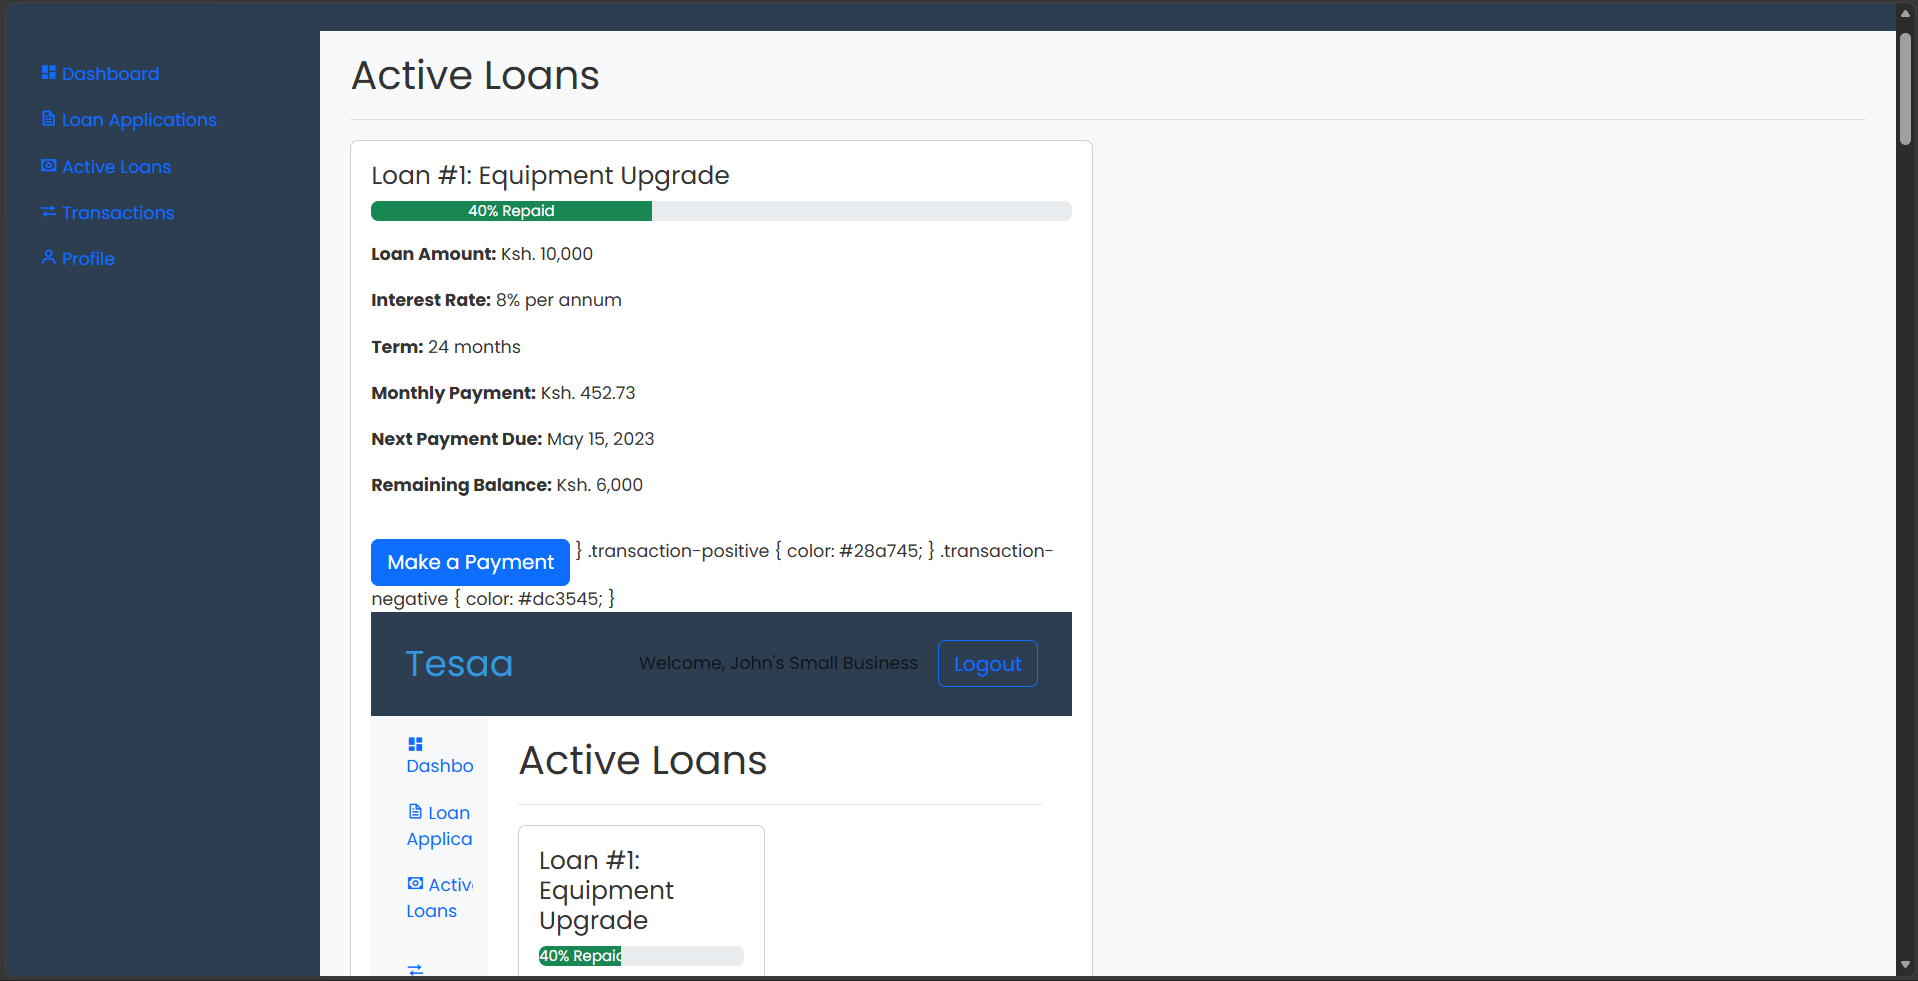 Dashboard
Loan Applications
Active Loans
Transactions
Profile
Active Loans
Loan #1: Equipment Upgrade
40% Repaid
Loan Amount: Ksh. 10,000
Interest Rate: 8% per annum
Term: 24 months
Monthly Payment: Ksh. 452.73
Next Payment Due: May 15, 2023
Remaining Balance: Ksh. 6,000
Make a Payment } .transaction-positive { color: #28a745; } .transaction-
negative { color: #dc3545; }
Tesaa
Welcome, John's Small Business
Logout
Dashbo
Loan
Applica
Activ
Loans
Active Loans
Loan #1:
Equipment
Upgrade
40% Repaid